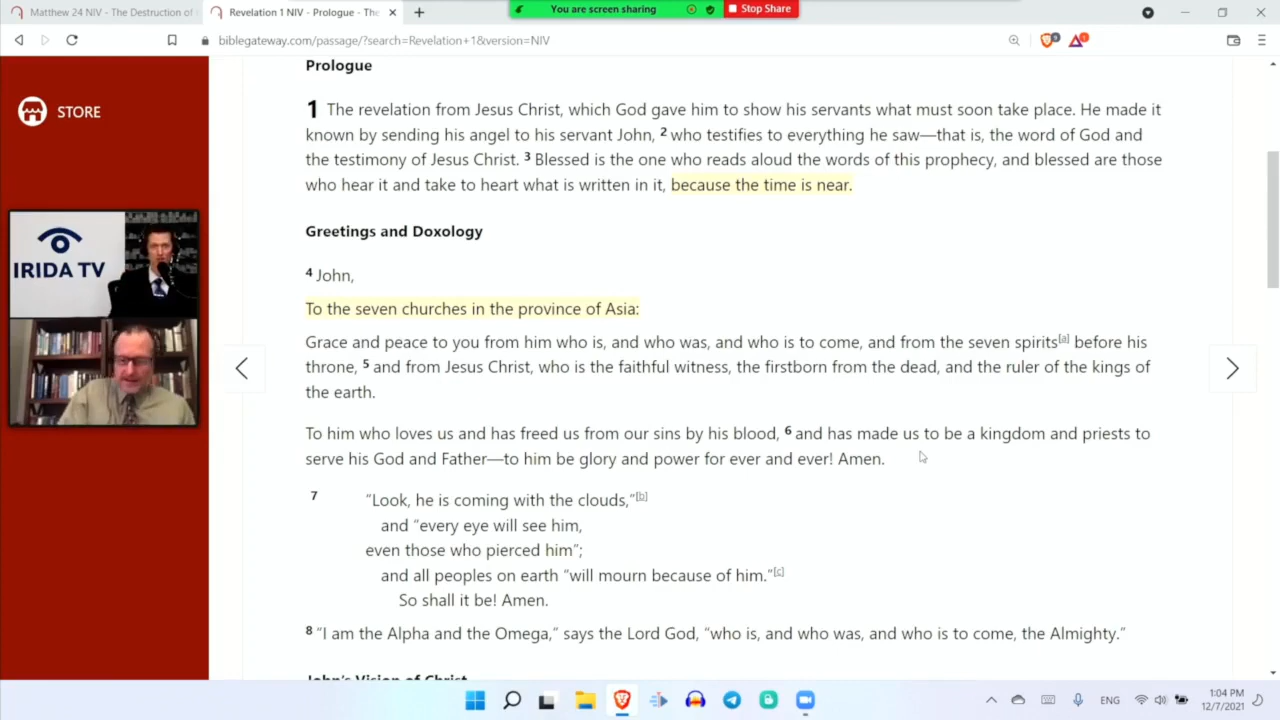 Matthew 24 NIV - The Destruction of
Revelation 1 NIV - Prologue - The
You are screen sharing
Stop Share
biblegateway.com/passage/?search=Revelation+1&version=NIV
STORE
IRIDA TV
Prologue
1 The revelation from Jesus Christ, which God gave him to show his servants what must soon take place. He made it
known by sending his angel to his servant John, 2 who testifies to everything he saw—that is, the word of God and
the testimony of Jesus Christ. 3 Blessed is the one who reads aloud the words of this prophecy, and blessed are those
who hear it and take to heart what is written in it, because the time is near.
Greetings and Doxology
4 John,
To the seven churches in the province of Asia:
Grace and peace to you from him who is, and who was, and who is to come, and from the seven spirits[a] before his
throne, 5 and from Jesus Christ, who is the faithful witness, the firstborn from the dead, and the ruler of the kings of
the earth.
To him who loves us and has freed us from our sins by his blood, 6 and has made us to be a kingdom and priests to
serve his God and Father—to him be glory and power for ever and ever! Amen.
7 “Look, he is coming with the clouds,”[b]
and “every eye will see him,
even those who pierced him”;
and all peoples on earth “will mourn because of him.”[c]
So shall it be! Amen.
8 “I am the Alpha and the Omega,” says the Lord God, “who is, and who was, and who is to come, the Almighty.”
John's Vision of Christ
ENG
1:04 PM
12/7/2021